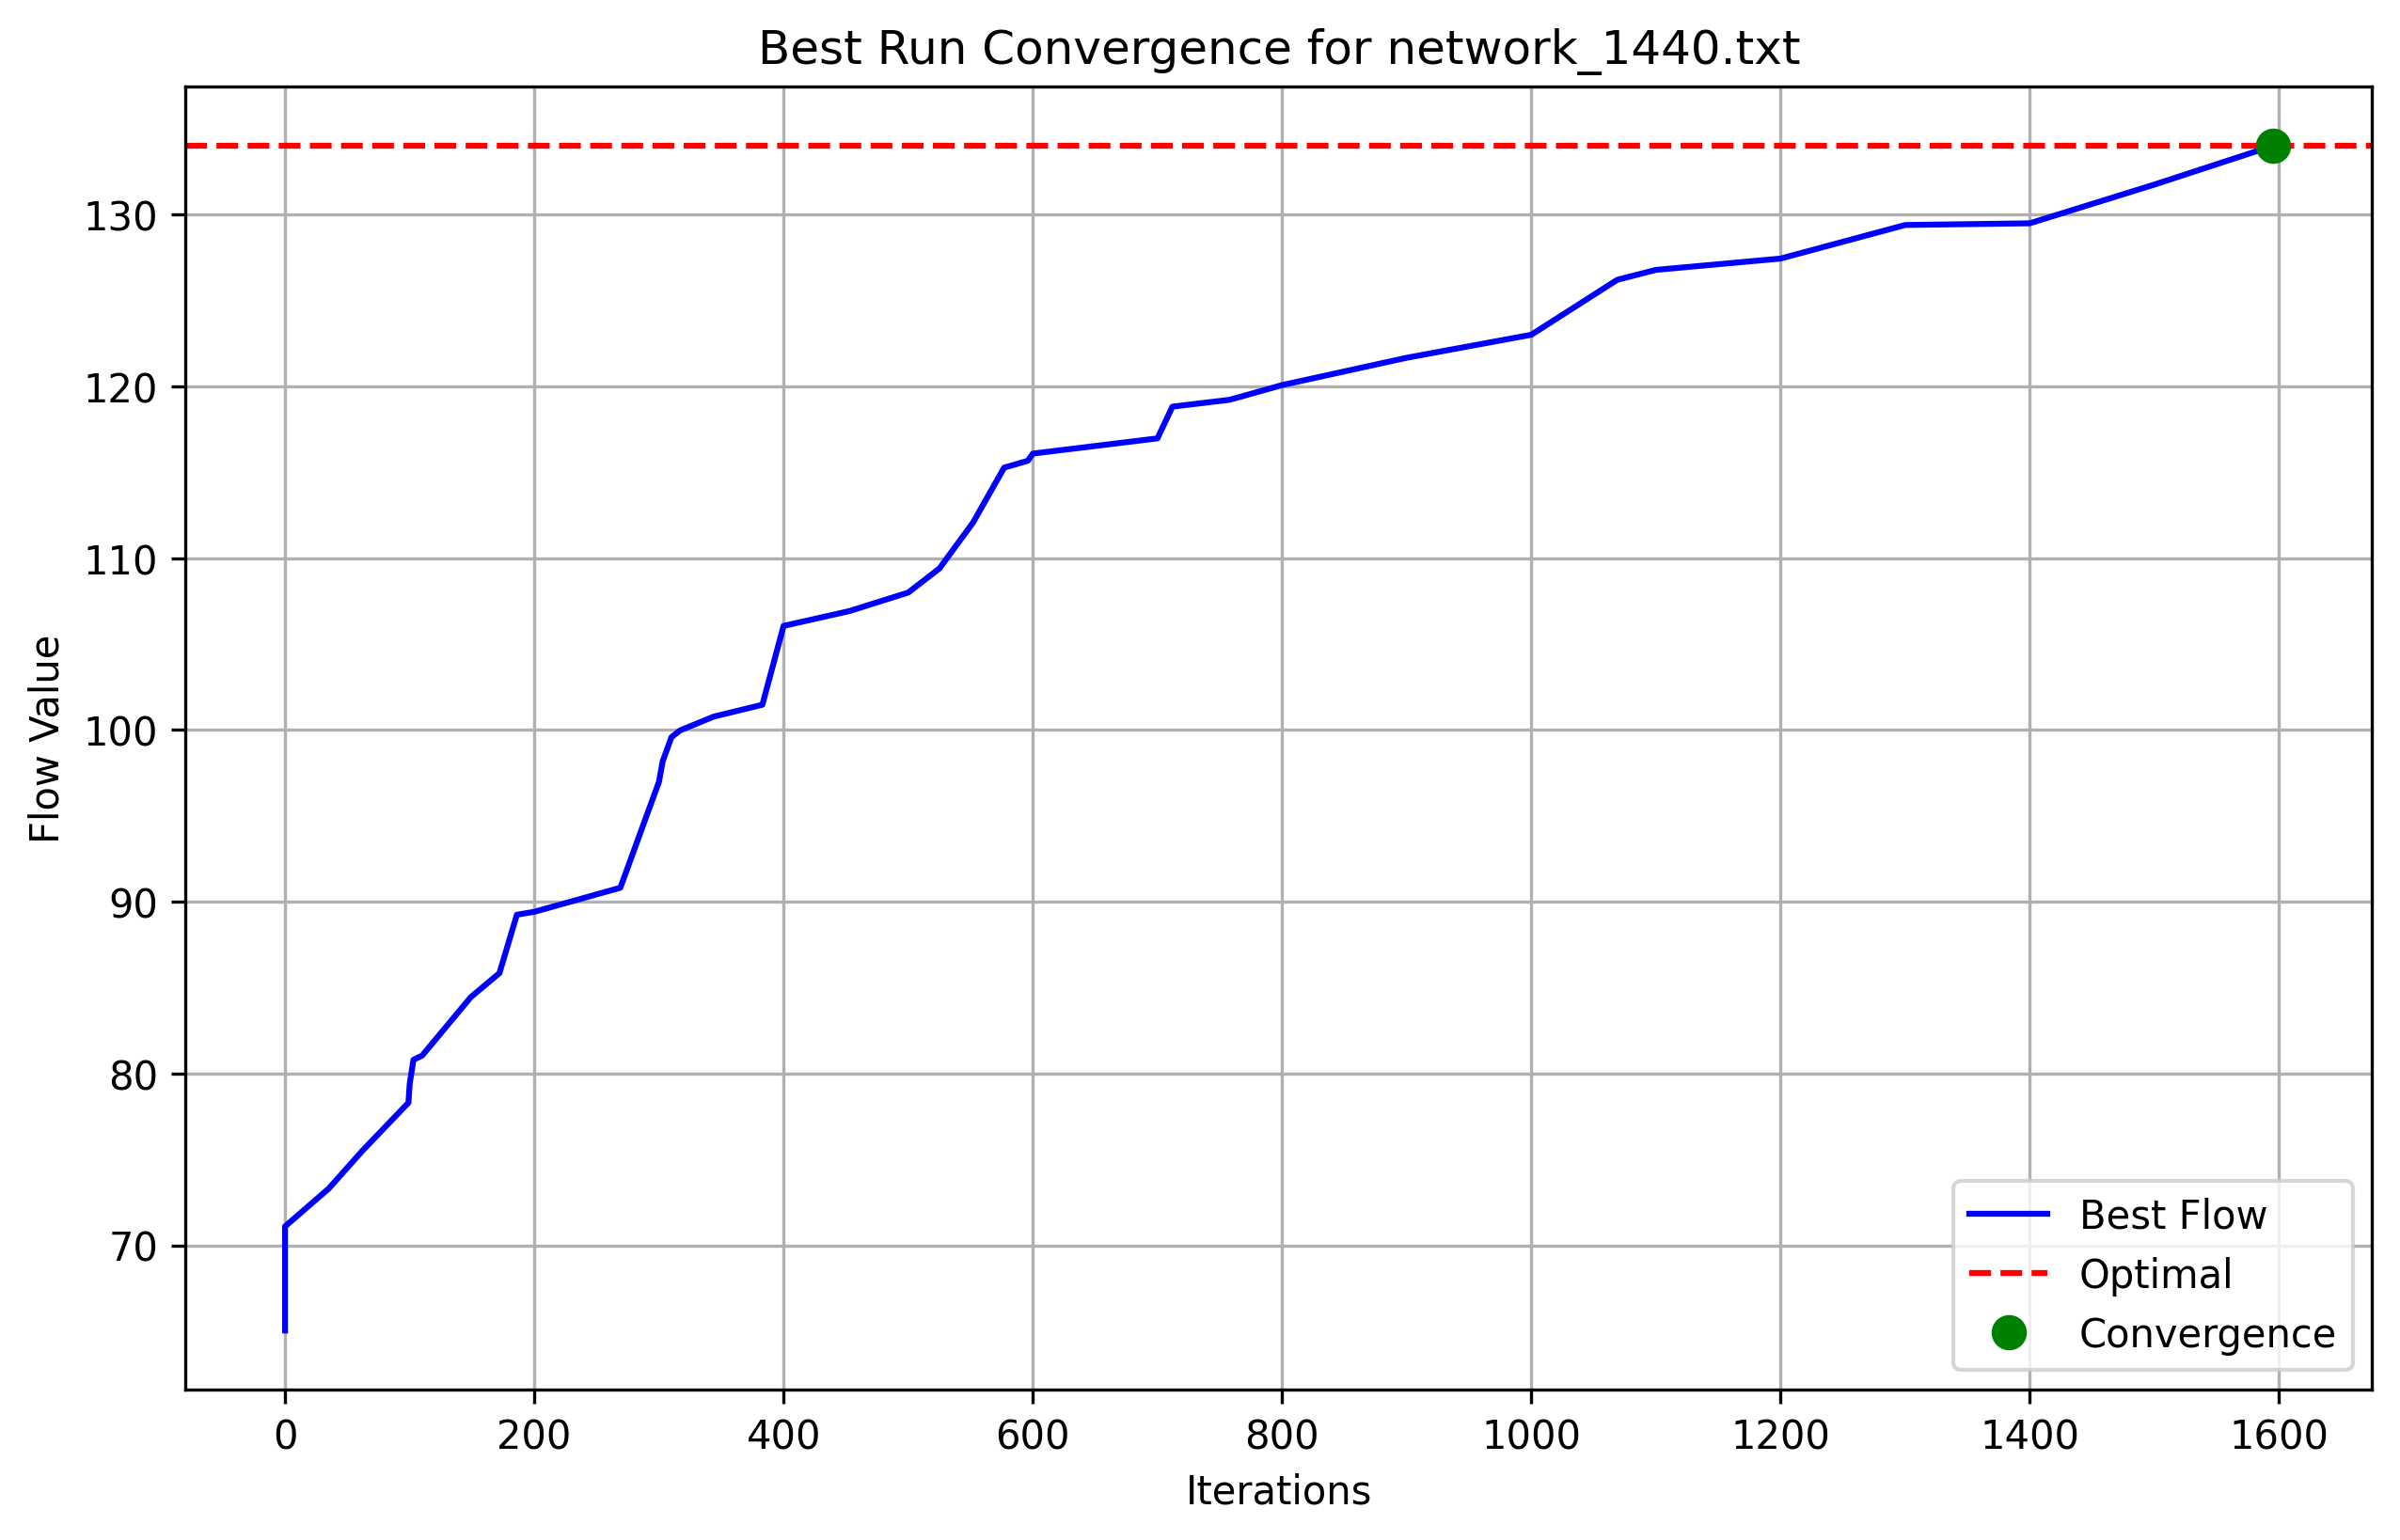 Best Run Convergence for network_1440.txt
Flow Value
130
120
110
100
90
80
70
0 200 400 600 800 1000 1200 1400 1600
Iterations
Best Flow
Optimal
Convergence